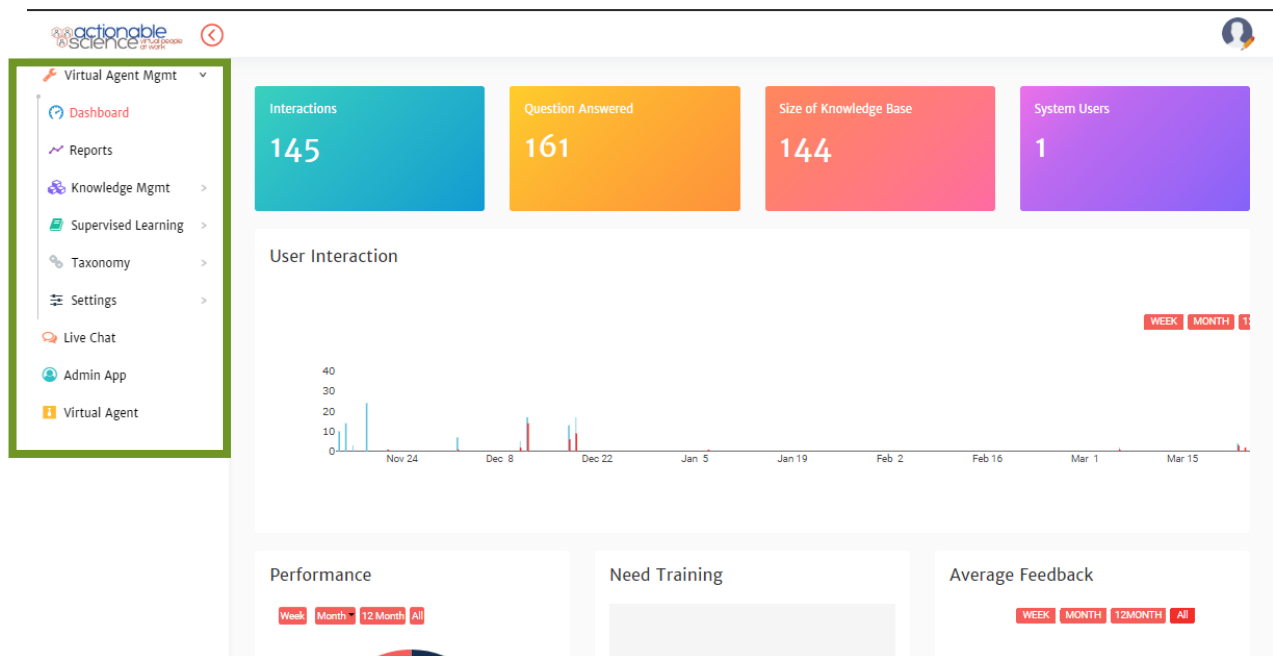 actionable
science virtual people
at work
Virtual Agent Mgmt
Dashboard
Reports
Knowledge Mgmt
Supervised Learning
Taxonomy
Settings
Live Chat
Admin App
Virtual Agent
Interactions
145
Question Answered
161
Size of Knowledge Base
144
System Users
1
User Interaction
WEEK MONTH 12
40
30
20
10
0
Nov 24 Dec 8 Dec 22 Jan 5 Jan 19 Feb 2 Feb 16 Mar 1 Mar 15
Performance
Week Month 12 Month All
Need Training
Average Feedback
WEEK MONTH 12MONTH All